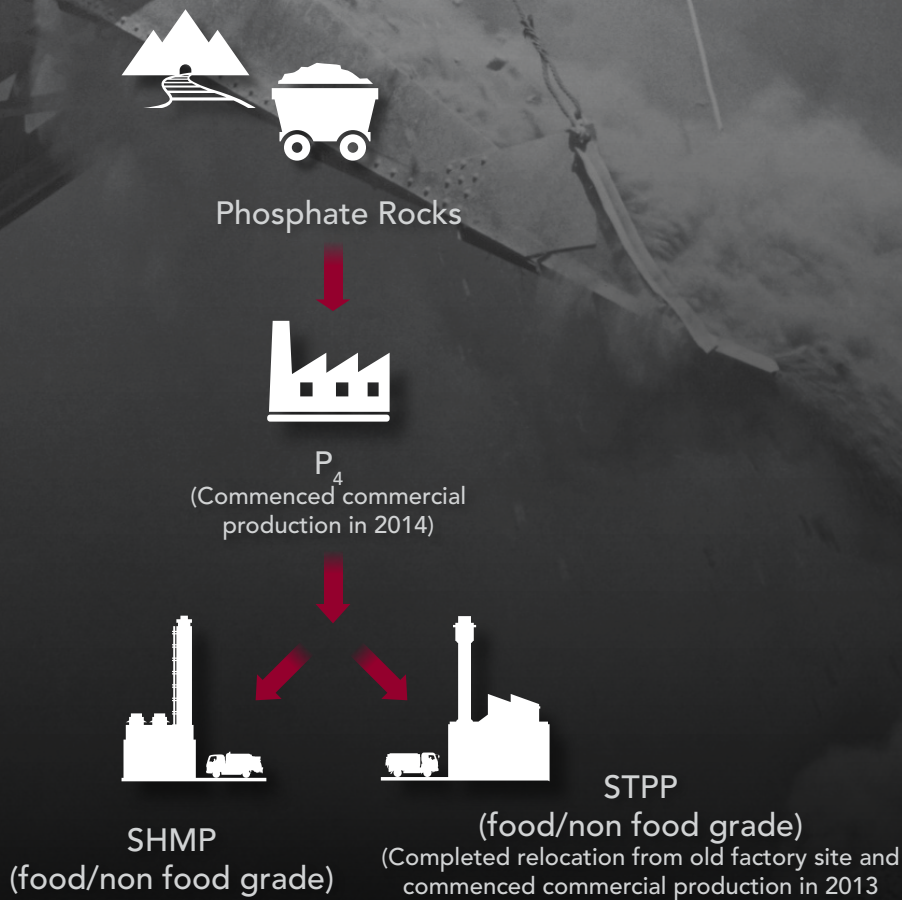 Phosphate Rocks
P4
(Commenced commercial
production in 2014)
SHMP
(food/non food grade)
STPP
(food/non food grade)
(Completed relocation from old factory site and
commenced commercial production in 2013